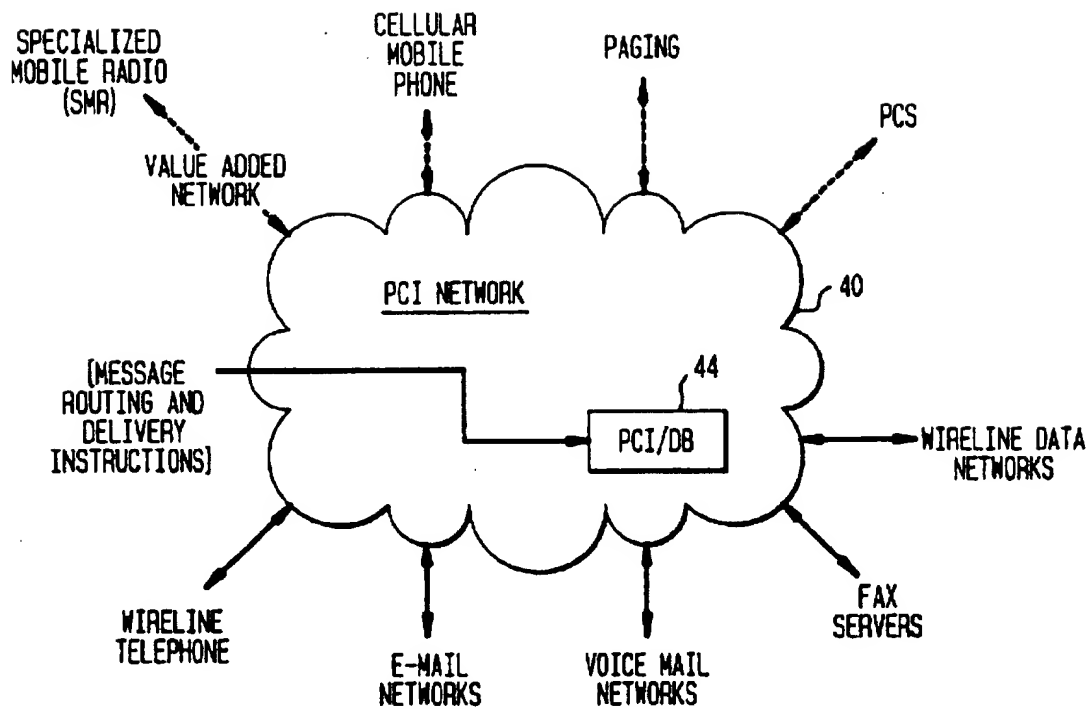 SPECIALIZED
MOBILE RADIO
(SMR)
CELLULAR
MOBILE
PHONE
PAGING
PCS
VALUE ADDED
NETWORK
PCI NETWORK
40
(MESSAGE
ROUTING AND
DELIVERY
INSTRUCTIONS)
44
PCI/DB
WIRELINE DATA
NETWORKS
FAX
SERVERS
WIRELINE
TELEPHONE
E-MAIL
NETWORKS
VOICE MAIL
NETWORKS